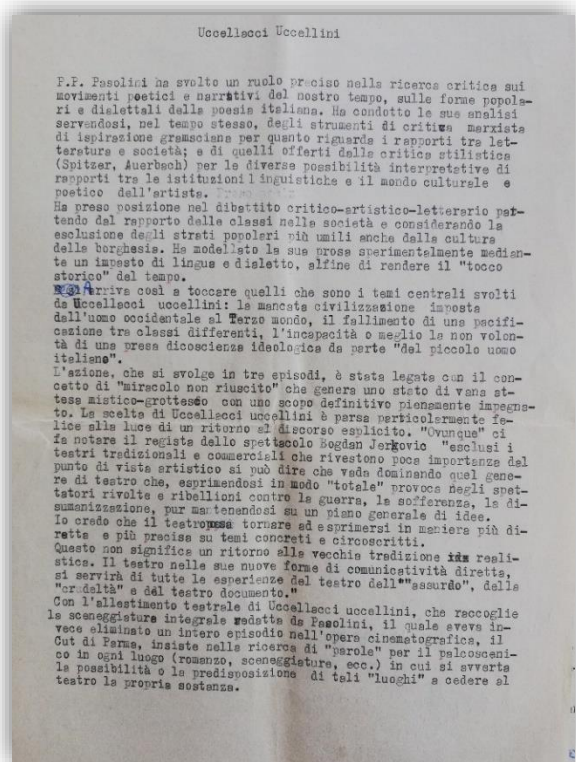 Uccellacci Uccellini
P.P. Pasolini ha svolto un ruolo preciso nella ricerca critica sui
movimenti poetici e narrativi del nostro tempo, sulle forme popola-
ri e dialettali della poesia italiana. Ha condotto le sue analisi
servendosi, nel tempo stesso, degli strumenti di critica marxista
di ispirazione gramsciana per quanto riguarda i rapporti tra let-
teratura e società; e di quelli offerti dalla critica stilistica
(Spitzer, Auerbach) per le diverse possibilità interpretative di
rapporti tra le istituzioni linguistiche e il mondo culturale e
poetico dell'artista.
Ha preso posizione nel dibattito critico-artistico-letterario par-
tendo dal rapporto delle classi nella società e considerando la
esclusione degli strati popolari più umili anche dalla cultura
della borghesia. Ha modellato la sua prosa sperimentalmente median-
te un impasto di lingua e dialetto, alfine di rendere il "tocco
storico" del tempo.
Si arriva così a toccare quelli che sono i temi centrali svolti
da Uccellacci uccellini: la mancata civilizzazione imposta
dall'uomo occidentale al Terzo mondo, il fallimento di una pacifi-
cazione tra classi differenti, l'incapacità o meglio la non volon-
tà di una presa dicoscienza ideologica da parte "del piccolo uomo
italiano".
L'azione, che si svolge in tre episodi, è stata legata con il con-
cetto di "miracolo non riuscito" che genera uno stato di vana at-
tesa mistico-grottesco con uno scopo definitivo pienamente impegna-
to. La scelta di Uccellacci uccellini è parsa particolarmente fe-
lice alla luce di un ritorno al discorso esplicito. "Ovunque" ci
fa notare il regista dello spettacolo Bogdan Jerkovic "esclusi i
teatri tradizionali e commerciali che rivestono poca importanza dal
punto di vista artistico si può dire che vada dominando quel gene-
re di teatro che, esprimendosi in modo "totale" provoca negli spet-
tatori rivolte e ribellioni contro la guerra, la sofferenza, la di-
sumanizzazione, pur mantenendosi su un piano generale di idee.
Io credo che il teatro possa tornare ad esprimersi in maniera più di-
retta e più precisa su temi concreti e circoscritti.
Questo non significa un ritorno alla vecchia tradizione reali-
stica. Il teatro nelle sue nuove forme di comunicatività diretta,
si servirà di tutte le esperienze del teatro dell'"assurdo", della
"crudeltà" e del teatro documento."
Con l'allestimento teatrale di Uccellacci uccellini, che raccoglie
la sceneggiatura integrale redatta da Pasolini, il quale aveva in-
vece eliminato un intero episodio nell'opera cinematografica, il
Cut di Parma, insiste nella ricerca di "parole" per il palcosceni-
co in ogni luogo (romanzo, sceneggiatura, ecc.) in cui si avverta
la possibilità o la predisposizione di tali "luoghi" a cedere al
teatro la propria sostanza.